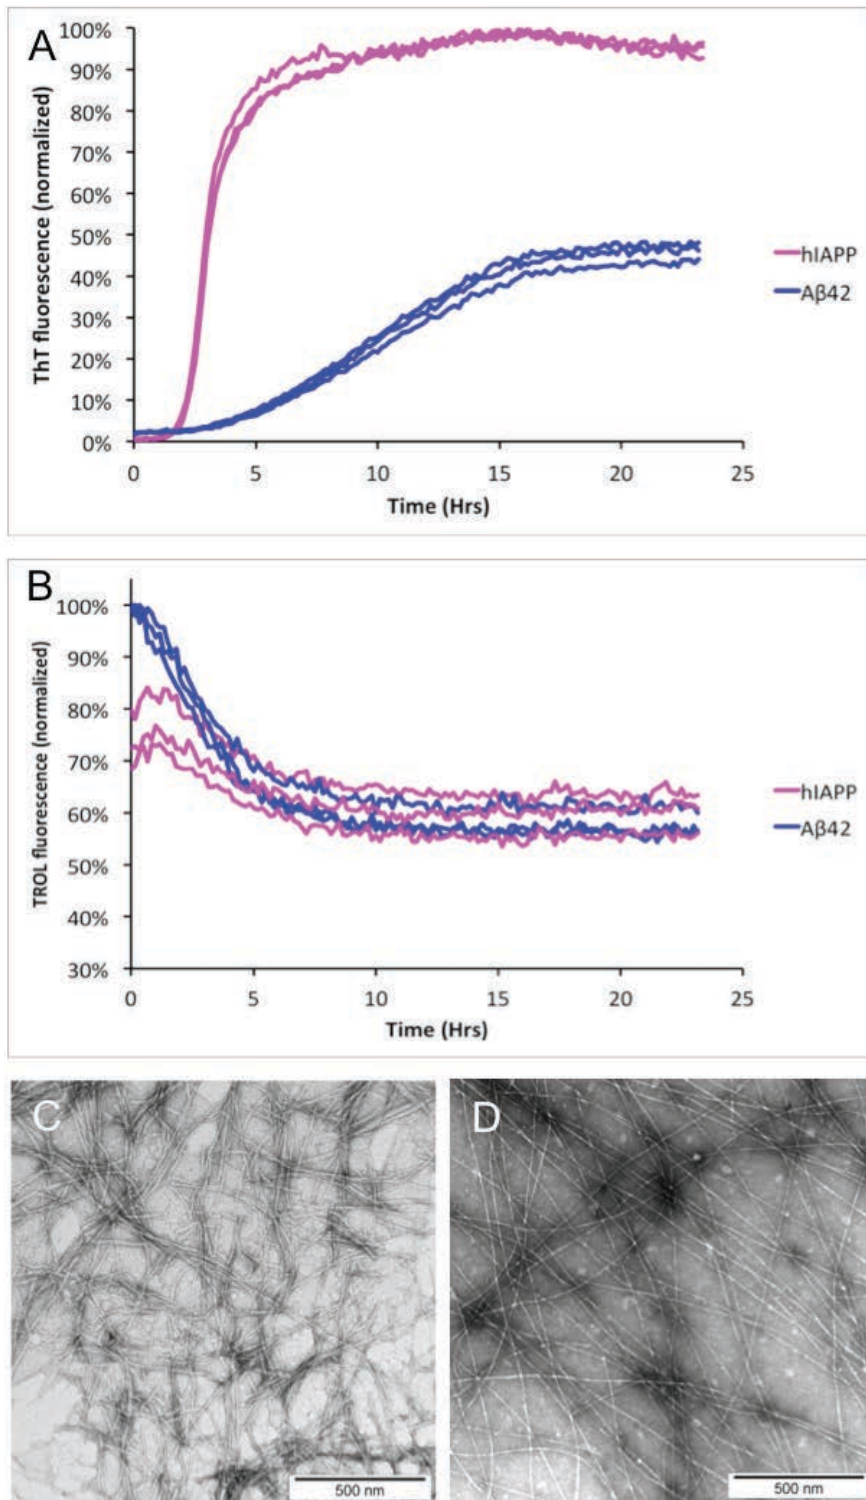 A
ThT fluorescence (normalized)
100%
90%
80%
70%
60%
50%
40%
30%
20%
10%
0%
0 5 10 15 20 25
Time (Hrs)
hIAPP
Aβ42
B
TROL fluorescence (normalized)
100%
90%
80%
70%
60%
50%
40%
30%
0 5 10 15 20 25
Time (Hrs)
hIAPP
Aβ42
C
500 nm
D
500 nm